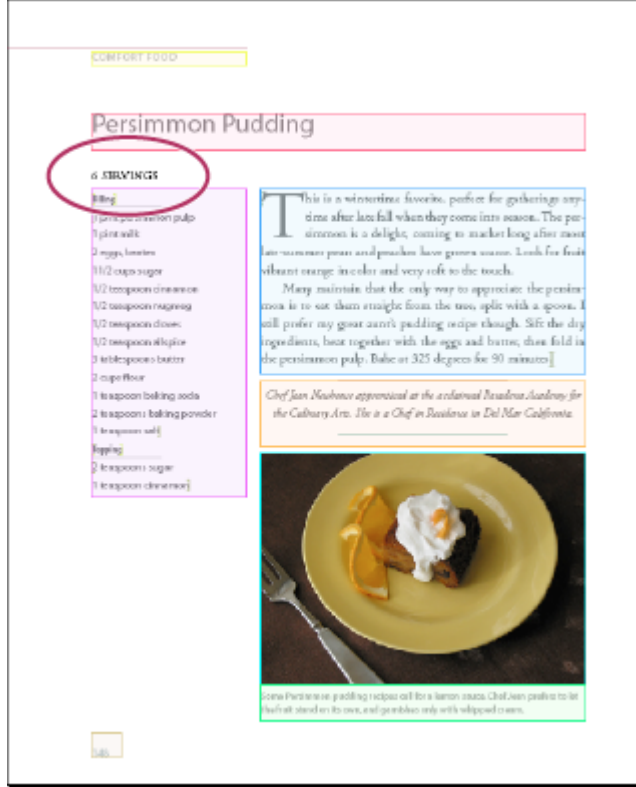 COMFORT FOOD
Persimmon Pudding
6 SERVINGS
Filling
1 pint persimmon pulp
1 pint milk
2 eggs, beaten
1 1/2 cups sugar
1/2 teaspoon cinnamon
1/2 teaspoon nugmeg
1/2 teaspoon cloves
1/2 teaspoon allspice
3 tablespoons butter
2 cups flour
1 teaspoon baking soda
2 teaspoons baking powder
1 teaspoon salt
Topping
2 teaspoons sugar
1 teaspoon cinnamon
This is a wintertime favorite, perfect for gatherings any-
time after late fall when they come into season. The per-
simmon is a delight, coming to market long after most
late-summer pears and peaches have grown scarce. Look for fruit
vibrant orange in color and very soft to the touch.
Many maintain that the only way to appreciate the persim-
mon is to eat them straight from the tree, split with a spoon. I
still prefer my great aunt's pudding recipe though. Sift the dry
ingredients, beat together with the eggs and butter, then fold in
the persimmon pulp. Bake at 325 degrees for 90 minutes.
Chef Jean apprenticed at the acclaimed Pasadena Academy for
the Culinary Arts. She is a Chef in Residence in Del Mar California.
Some Persimmon pudding recipes call for a lemon sauce. Chef Jean prefers to let
the fruit stand on its own, and garnishes only with whipped cream.